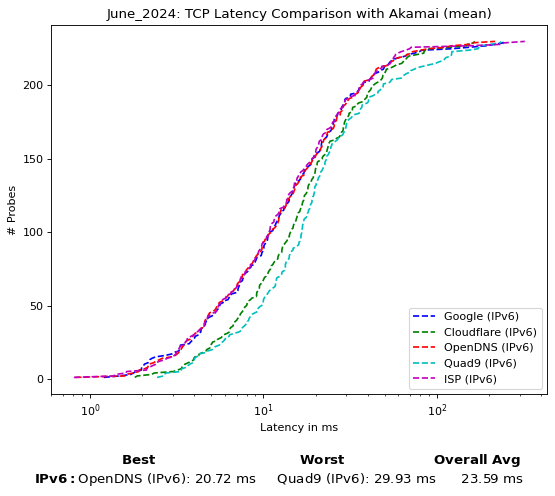 June_2024: TCP Latency Comparison with Akamai (mean)
# Probes
200
150
100
50
0
10⁰
10¹
10²
Latency in ms
Google (IPv6)
Cloudflare (IPv6)
OpenDNS (IPv6)
Quad9 (IPv6)
ISP (IPv6)
Best Worst Overall Avg
IPv6: OpenDNS (IPv6): 20.72 ms Quad9 (IPv6): 29.93 ms 23.59 ms